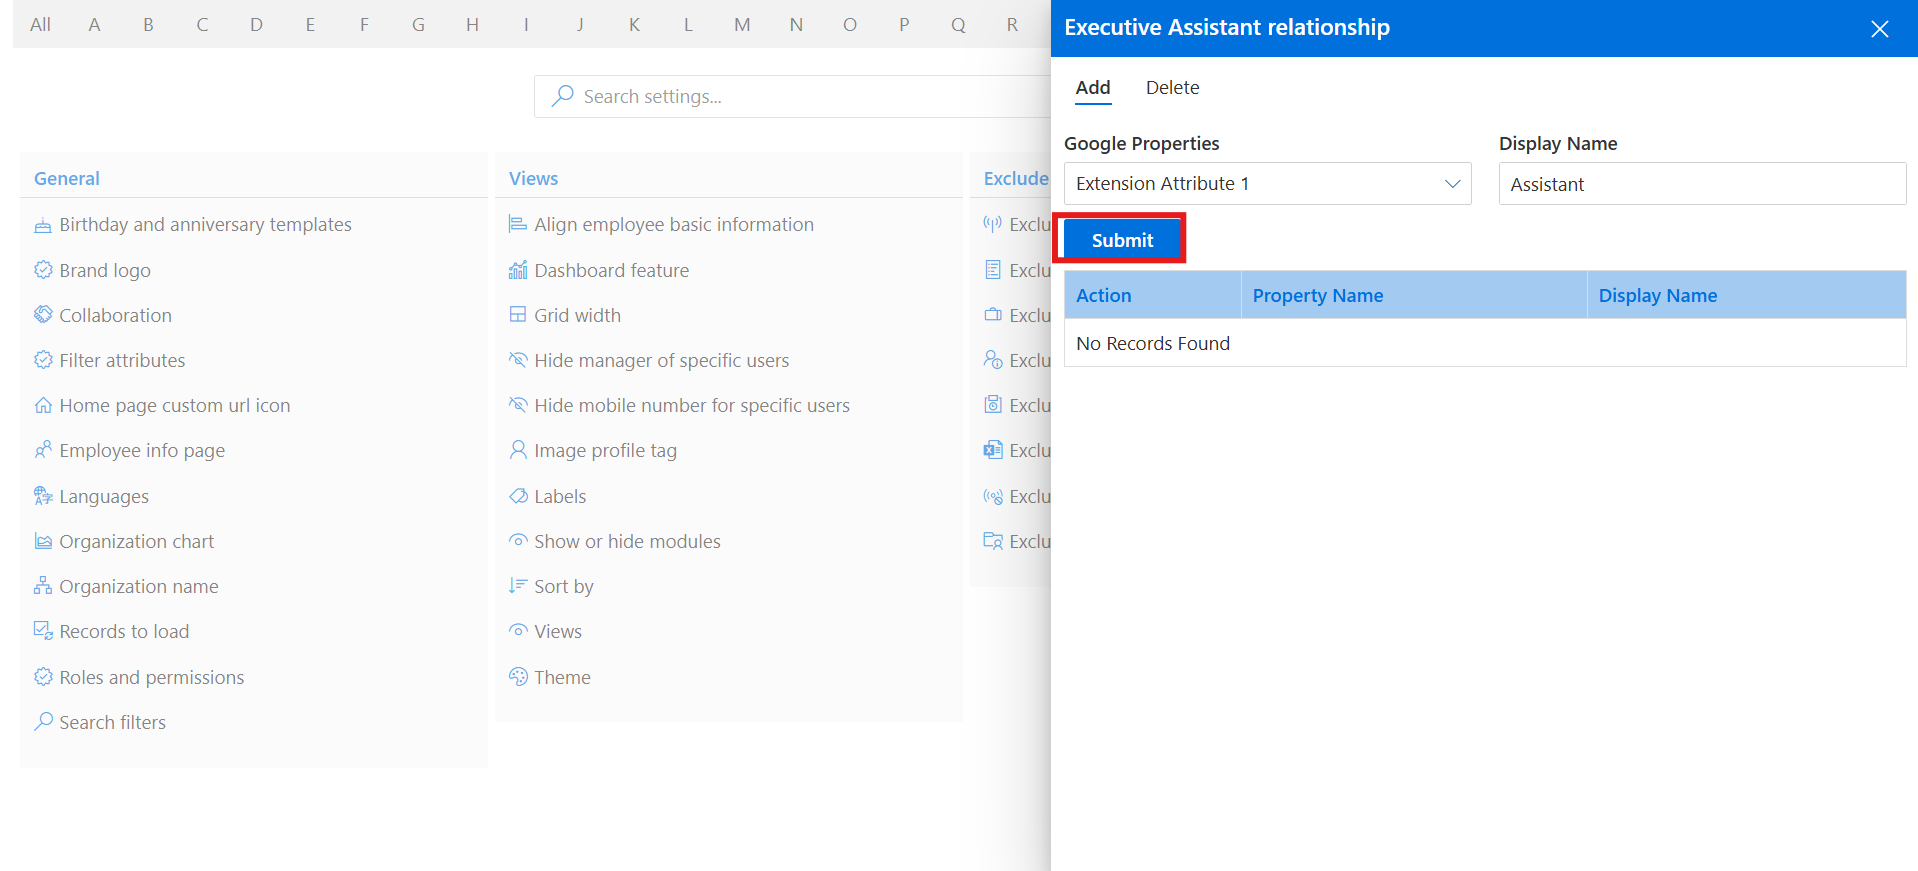 All A B C D E F G H I J K L M N O P Q R
Search settings...
General
Birthday and anniversary templates
Brand logo
Collaboration
Filter attributes
Home page custom url icon
Employee info page
Languages
Organization chart
Organization name
Records to load
Roles and permissions
Search filters
Views
Align employee basic information
Dashboard feature
Grid width
Hide manager of specific users
Hide mobile number for specific users
Image profile tag
Labels
Show or hide modules
Sort by
Views
Theme
Exclude
Exclu
Exclu
Exclu
Exclu
Exclu
Exclu
Exclu
Exclu
Executive Assistant relationship
Add Delete
Google Properties Display Name
Extension Attribute 1 Assistant
Submit
Action Property Name Display Name
No Records Found